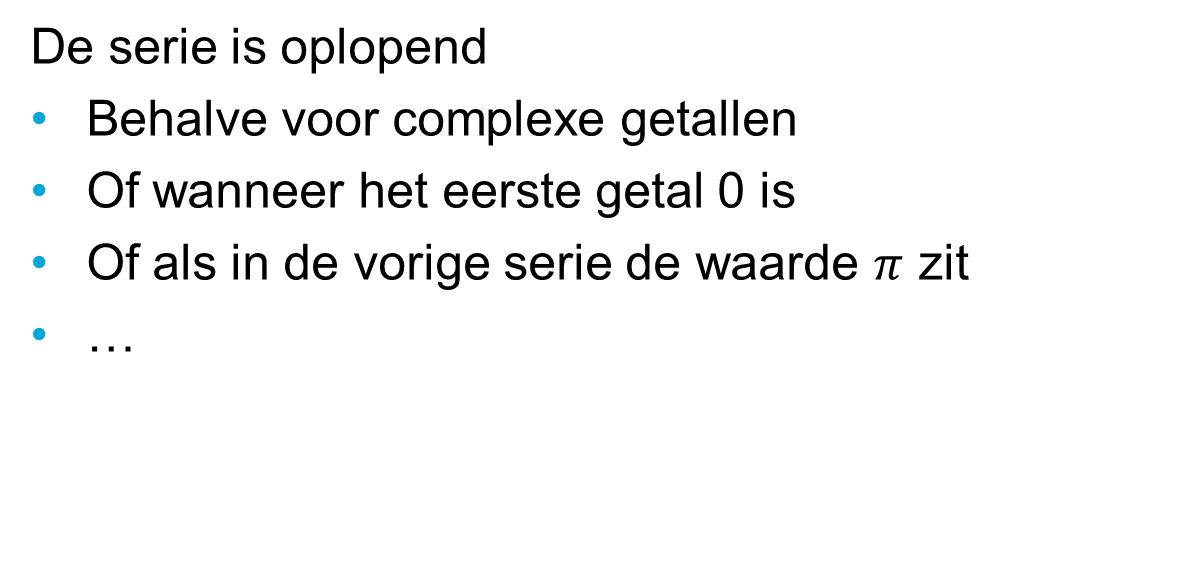 De serie is oplopend
• Behalve voor complexe getallen
• Of wanneer het eerste getal 0 is
• Of als in de vorige serie de waarde π zit
• …